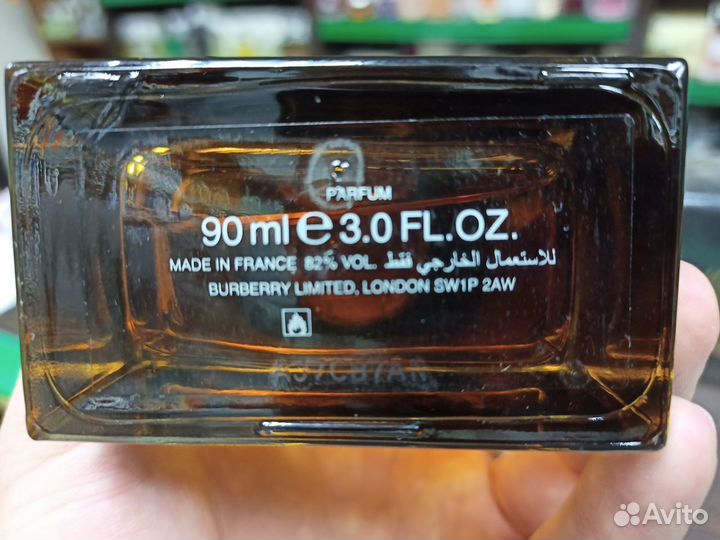 PARFUM
90 ml e 3.0 FL.OZ.
MADE IN FRANCE 82% VOL. للاستعمال الخارجي فقط
BURBERRY LIMITED, LONDON SW1P 2AW
Avito